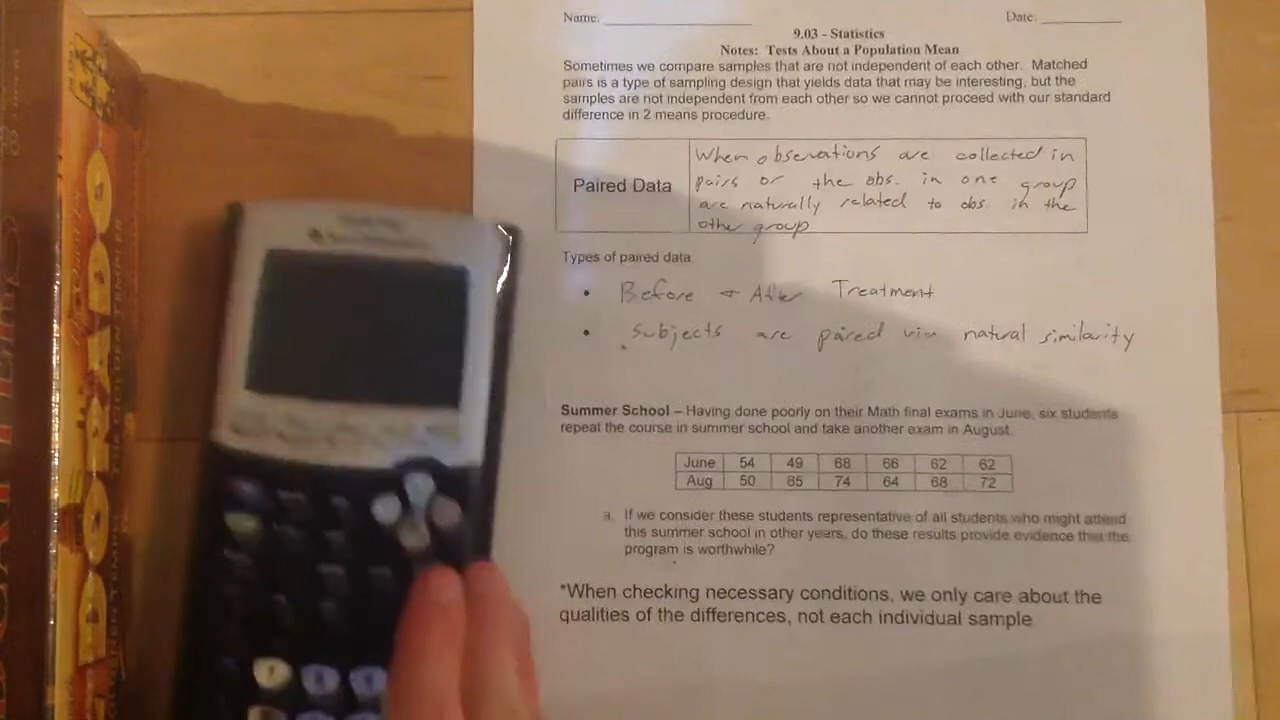 Name: Date:
9.03 - Statistics
Notes: Tests About a Population Mean
Sometimes we compare samples that are not independent of each other. Matched
pairs is a type of sampling design that yields data that may be interesting, but the
samples are not independent from each other so we cannot proceed with our standard
difference in 2 means procedure.
Paired Data
When observations are collected in
pairs or the obs. in one group
are naturally related to obs. in the
other group
Types of paired data
• Before + After Treatment
• Subjects are paired via natural similarity
Summer School – Having done poorly on their Math final exams in June, six students
repeat the course in summer school and take another exam in August.
June 54 49 68 66 62 62
Aug 50 65 74 64 68 72
a. If we consider these students representative of all students who might attend
this summer school in other years, do these results provide evidence that the
program is worthwhile?
*When checking necessary conditions, we only care about the
qualities of the differences, not each individual sample